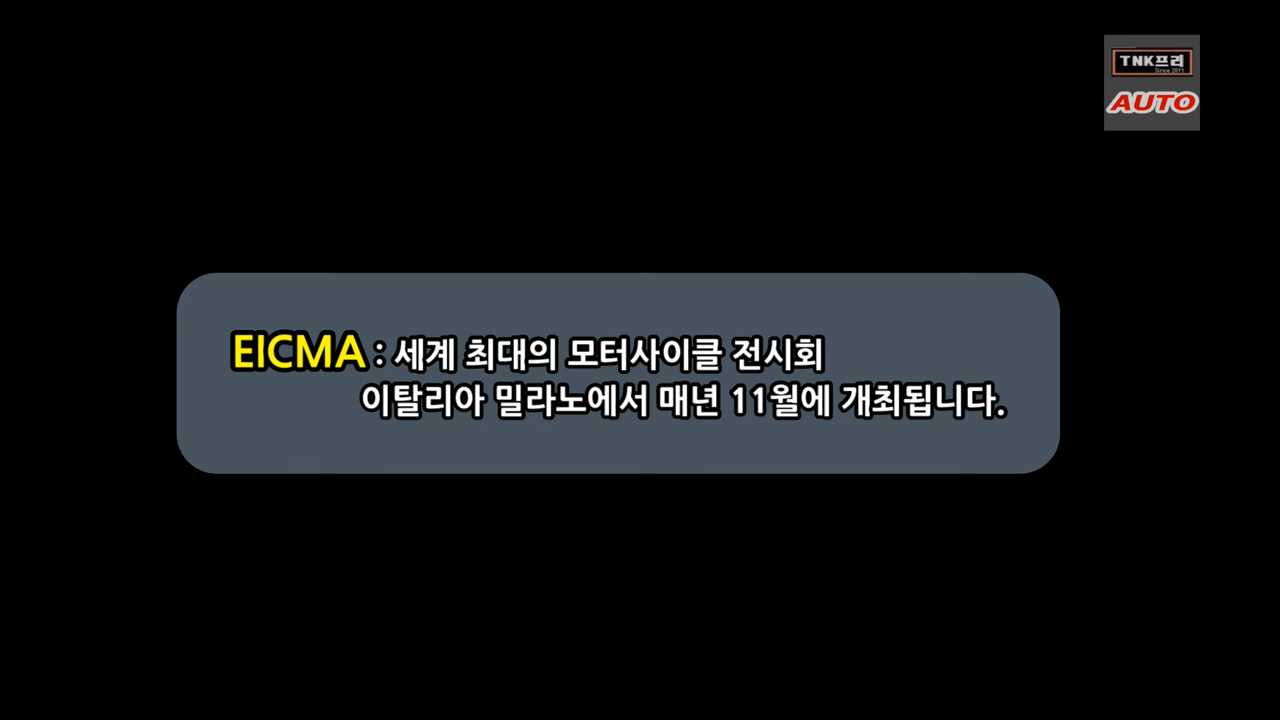 TNK프리
Since 2011
AUTO
EICMA : 세계 최대의 모터사이클 전시회
이탈리아 밀라노에서 매년 11월에 개최됩니다.